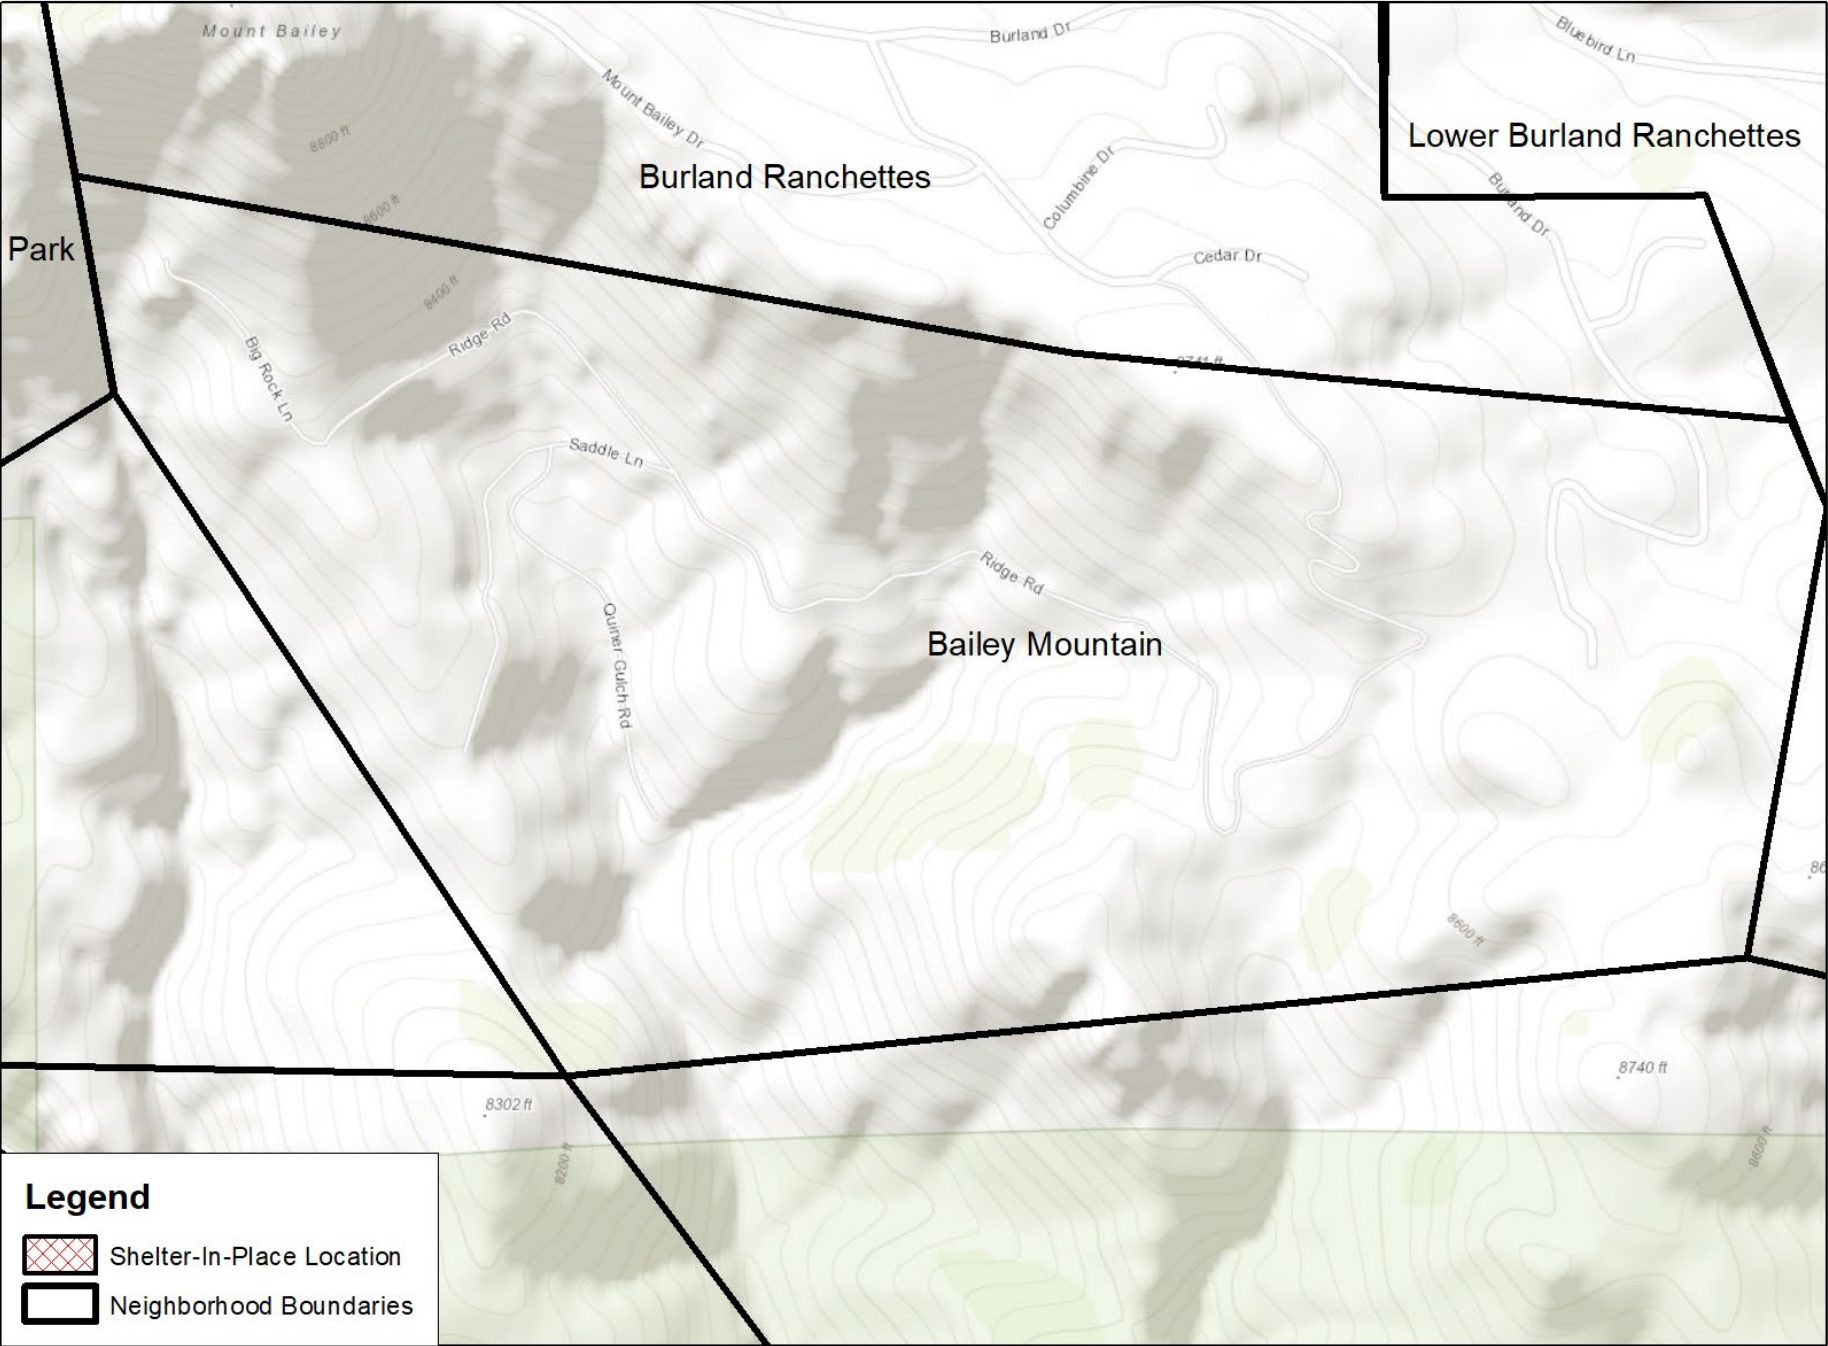 Mount Bailey
Burland Dr
Bluebird Ln
Mount Bailey Dr
8800 ft
Lower Burland Ranchettes
Burland Ranchettes
Columbine Dr
Burland Dr
8600 ft
Park
Cedar Dr
8400 ft
Ridge Rd
8741 ft
Big Rock Ln
Saddle Ln
Ridge Rd
Quiner Gulch Rd
Bailey Mountain
86
8600 ft
8740 ft
8302 ft
8200 ft
8600 ft
Legend
Shelter-In-Place Location
Neighborhood Boundaries